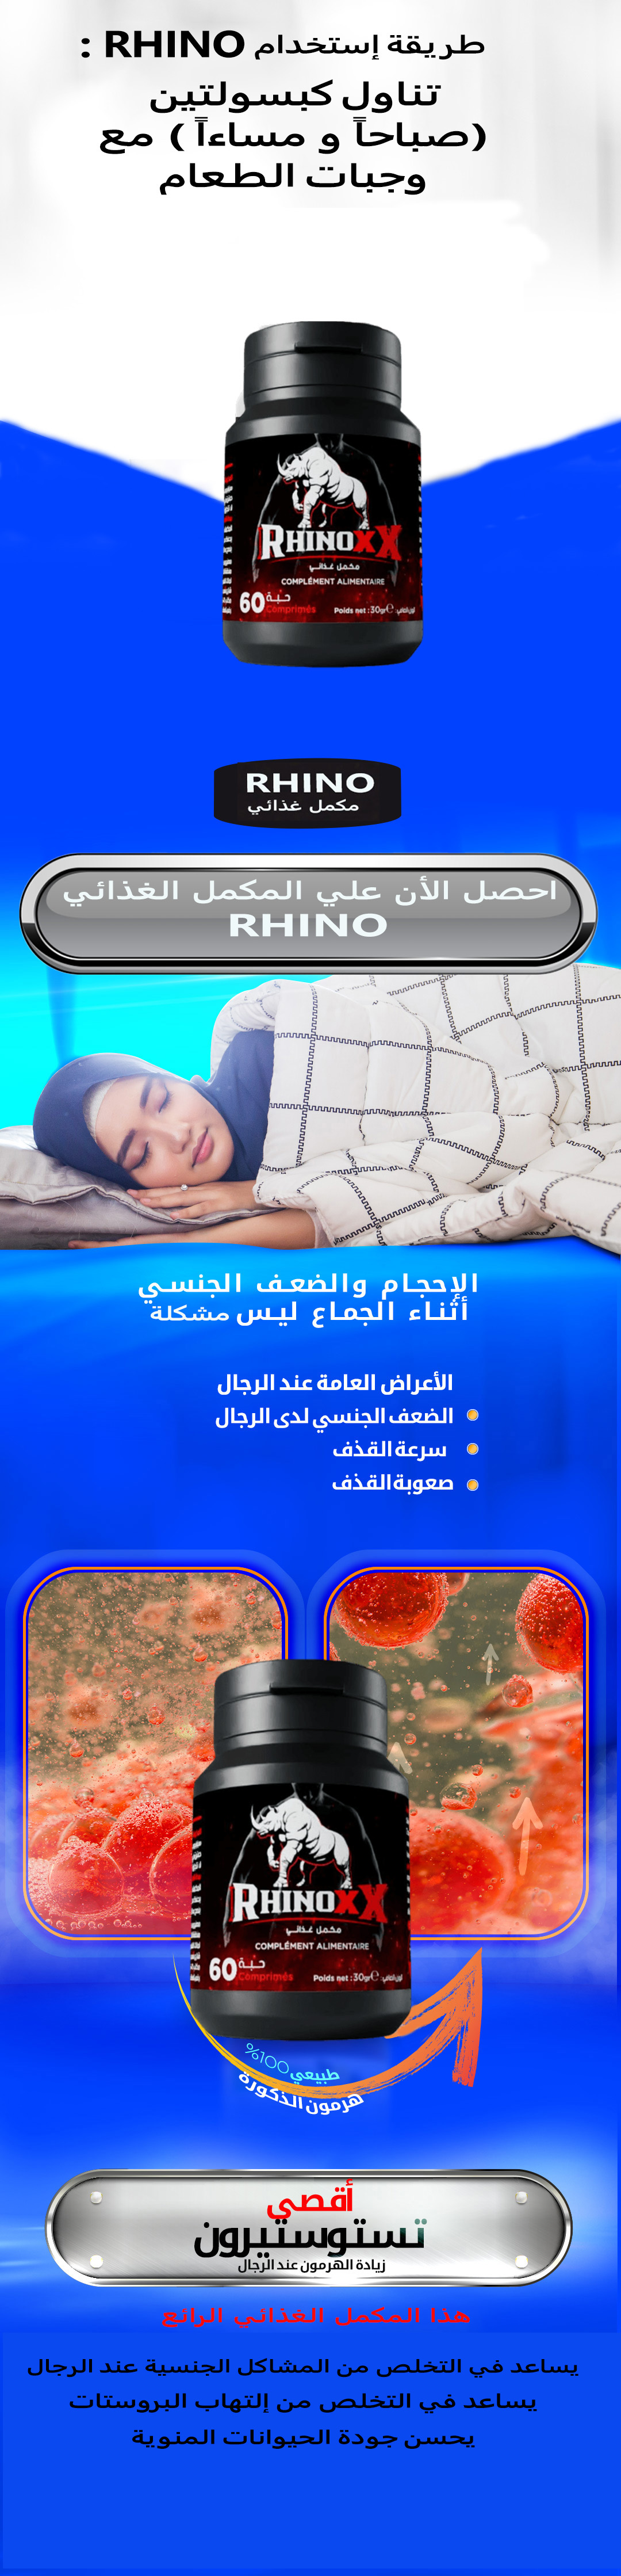 طريقة إستخدام RHINO :
تناول كبسولتين
(صباحاً و مساءاً ) مع
وجبات الطعام
RHINOXX
مكمل غذائي
COMPLÉMENT ALIMENTAIRE
60 حبة
Comprimés
Poids net : 30gr℮
RHINO
مكمل غذائي
احصل الأن علي المكمل الغذائي
RHINO
الإحجام والضعف الجنسي
أثناء الجماع ليس مشكلة
الأعراض العامة عند الرجال
الضعف الجنسي لدى الرجال
سرعة القذف
صعوبة القذف
RHINOXX
مكمل غذائي
COMPLÉMENT ALIMENTAIRE
60 حبة
Comprimés
Poids net : 30gr℮
طبيعي 100%
هرمون الذكورة
أقصي
تستوستيرون
زيادة الهرمون عند الرجال
هذا المكمل الغذائي الرائع
يساعد في التخلص من المشاكل الجنسية عند الرجال
يساعد في التخلص من إلتهاب البروستات
يحسن جودة الحيوانات المنوية